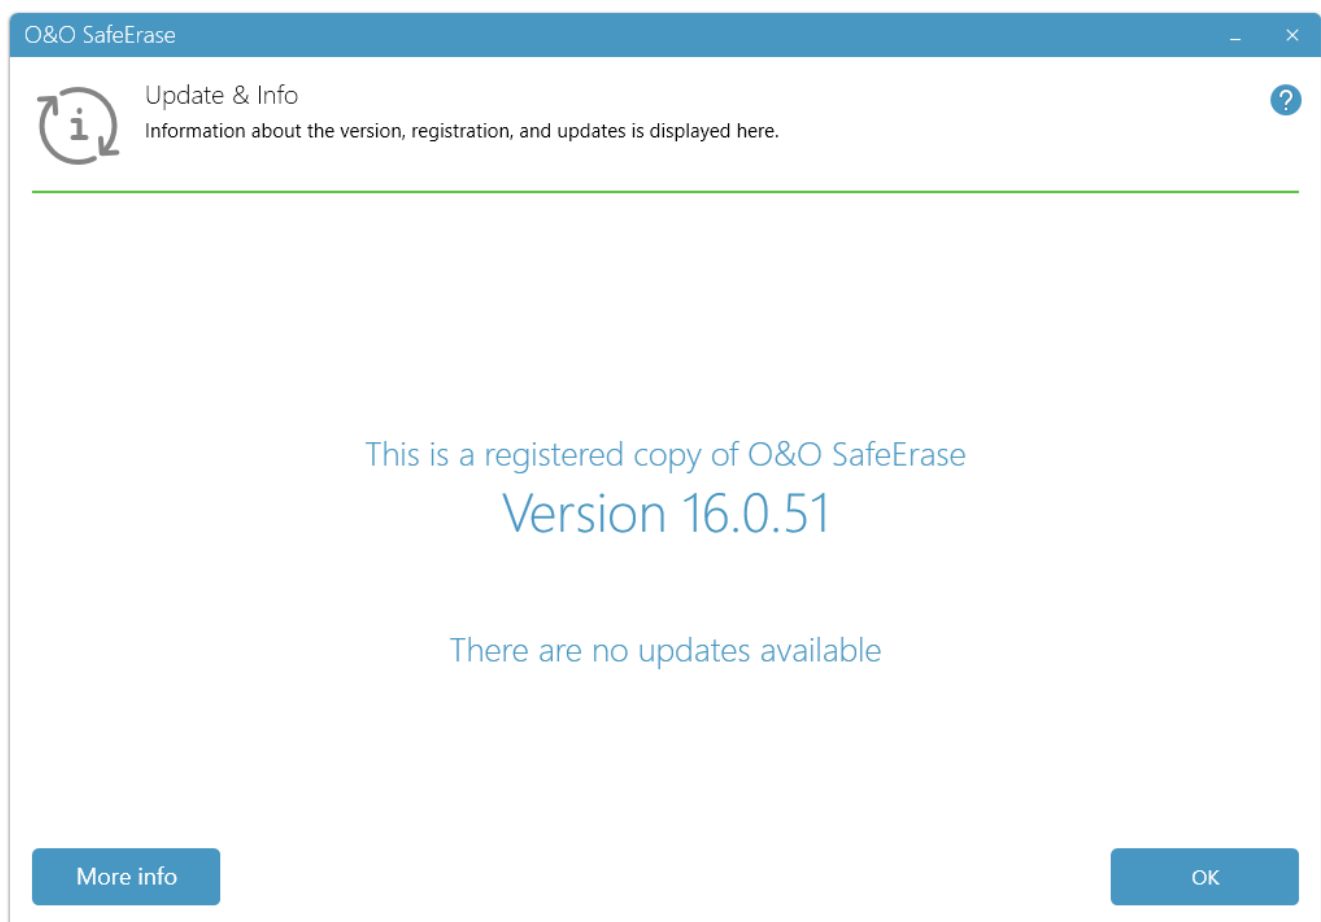 O&O SafeErase
Update & Info
Information about the version, registration, and updates is displayed here.
This is a registered copy of O&O SafeErase
Version 16.0.51
There are no updates available
More info
OK